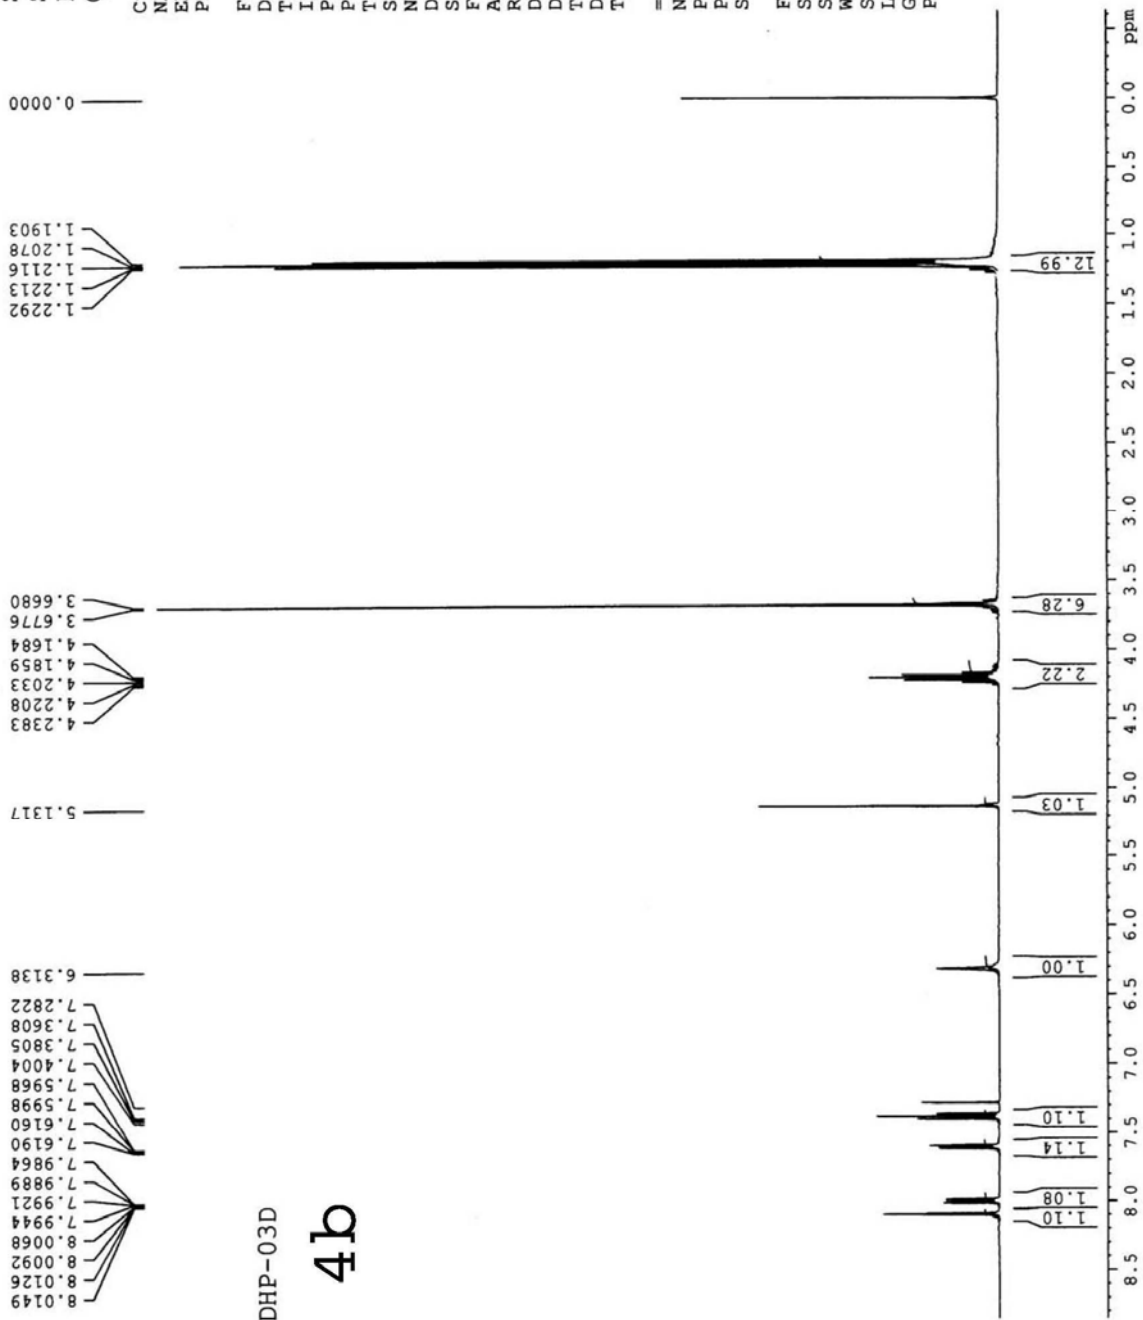 8.0149
8.0126
8.0092
8.0068
7.9944
7.9921
7.9889
7.9864
7.6190
7.6160
7.5998
7.5968
7.4004
7.3805
7.3608
7.2822
6.3138
5.1317
4.2383
4.2208
4.2033
4.1859
4.1684
3.6776
3.6680
1.2292
1.2213
1.2116
1.2078
1.1903
0.0000
C
N
E
P
F
D
T
I
P
P
T
S
N
D
S
F
A
R
D
D
T
D
T
=
N
P
P
S
F
S
S
W
S
L
G
P
DHP-03D
4b
1.10
1.08
1.14
1.10
1.00
1.03
2.22
6.28
12.99
8.5 8.0 7.5 7.0 6.5 6.0 5.5 5.0 4.5 4.0 3.5 3.0 2.5 2.0 1.5 1.0 0.5 0.0 ppm